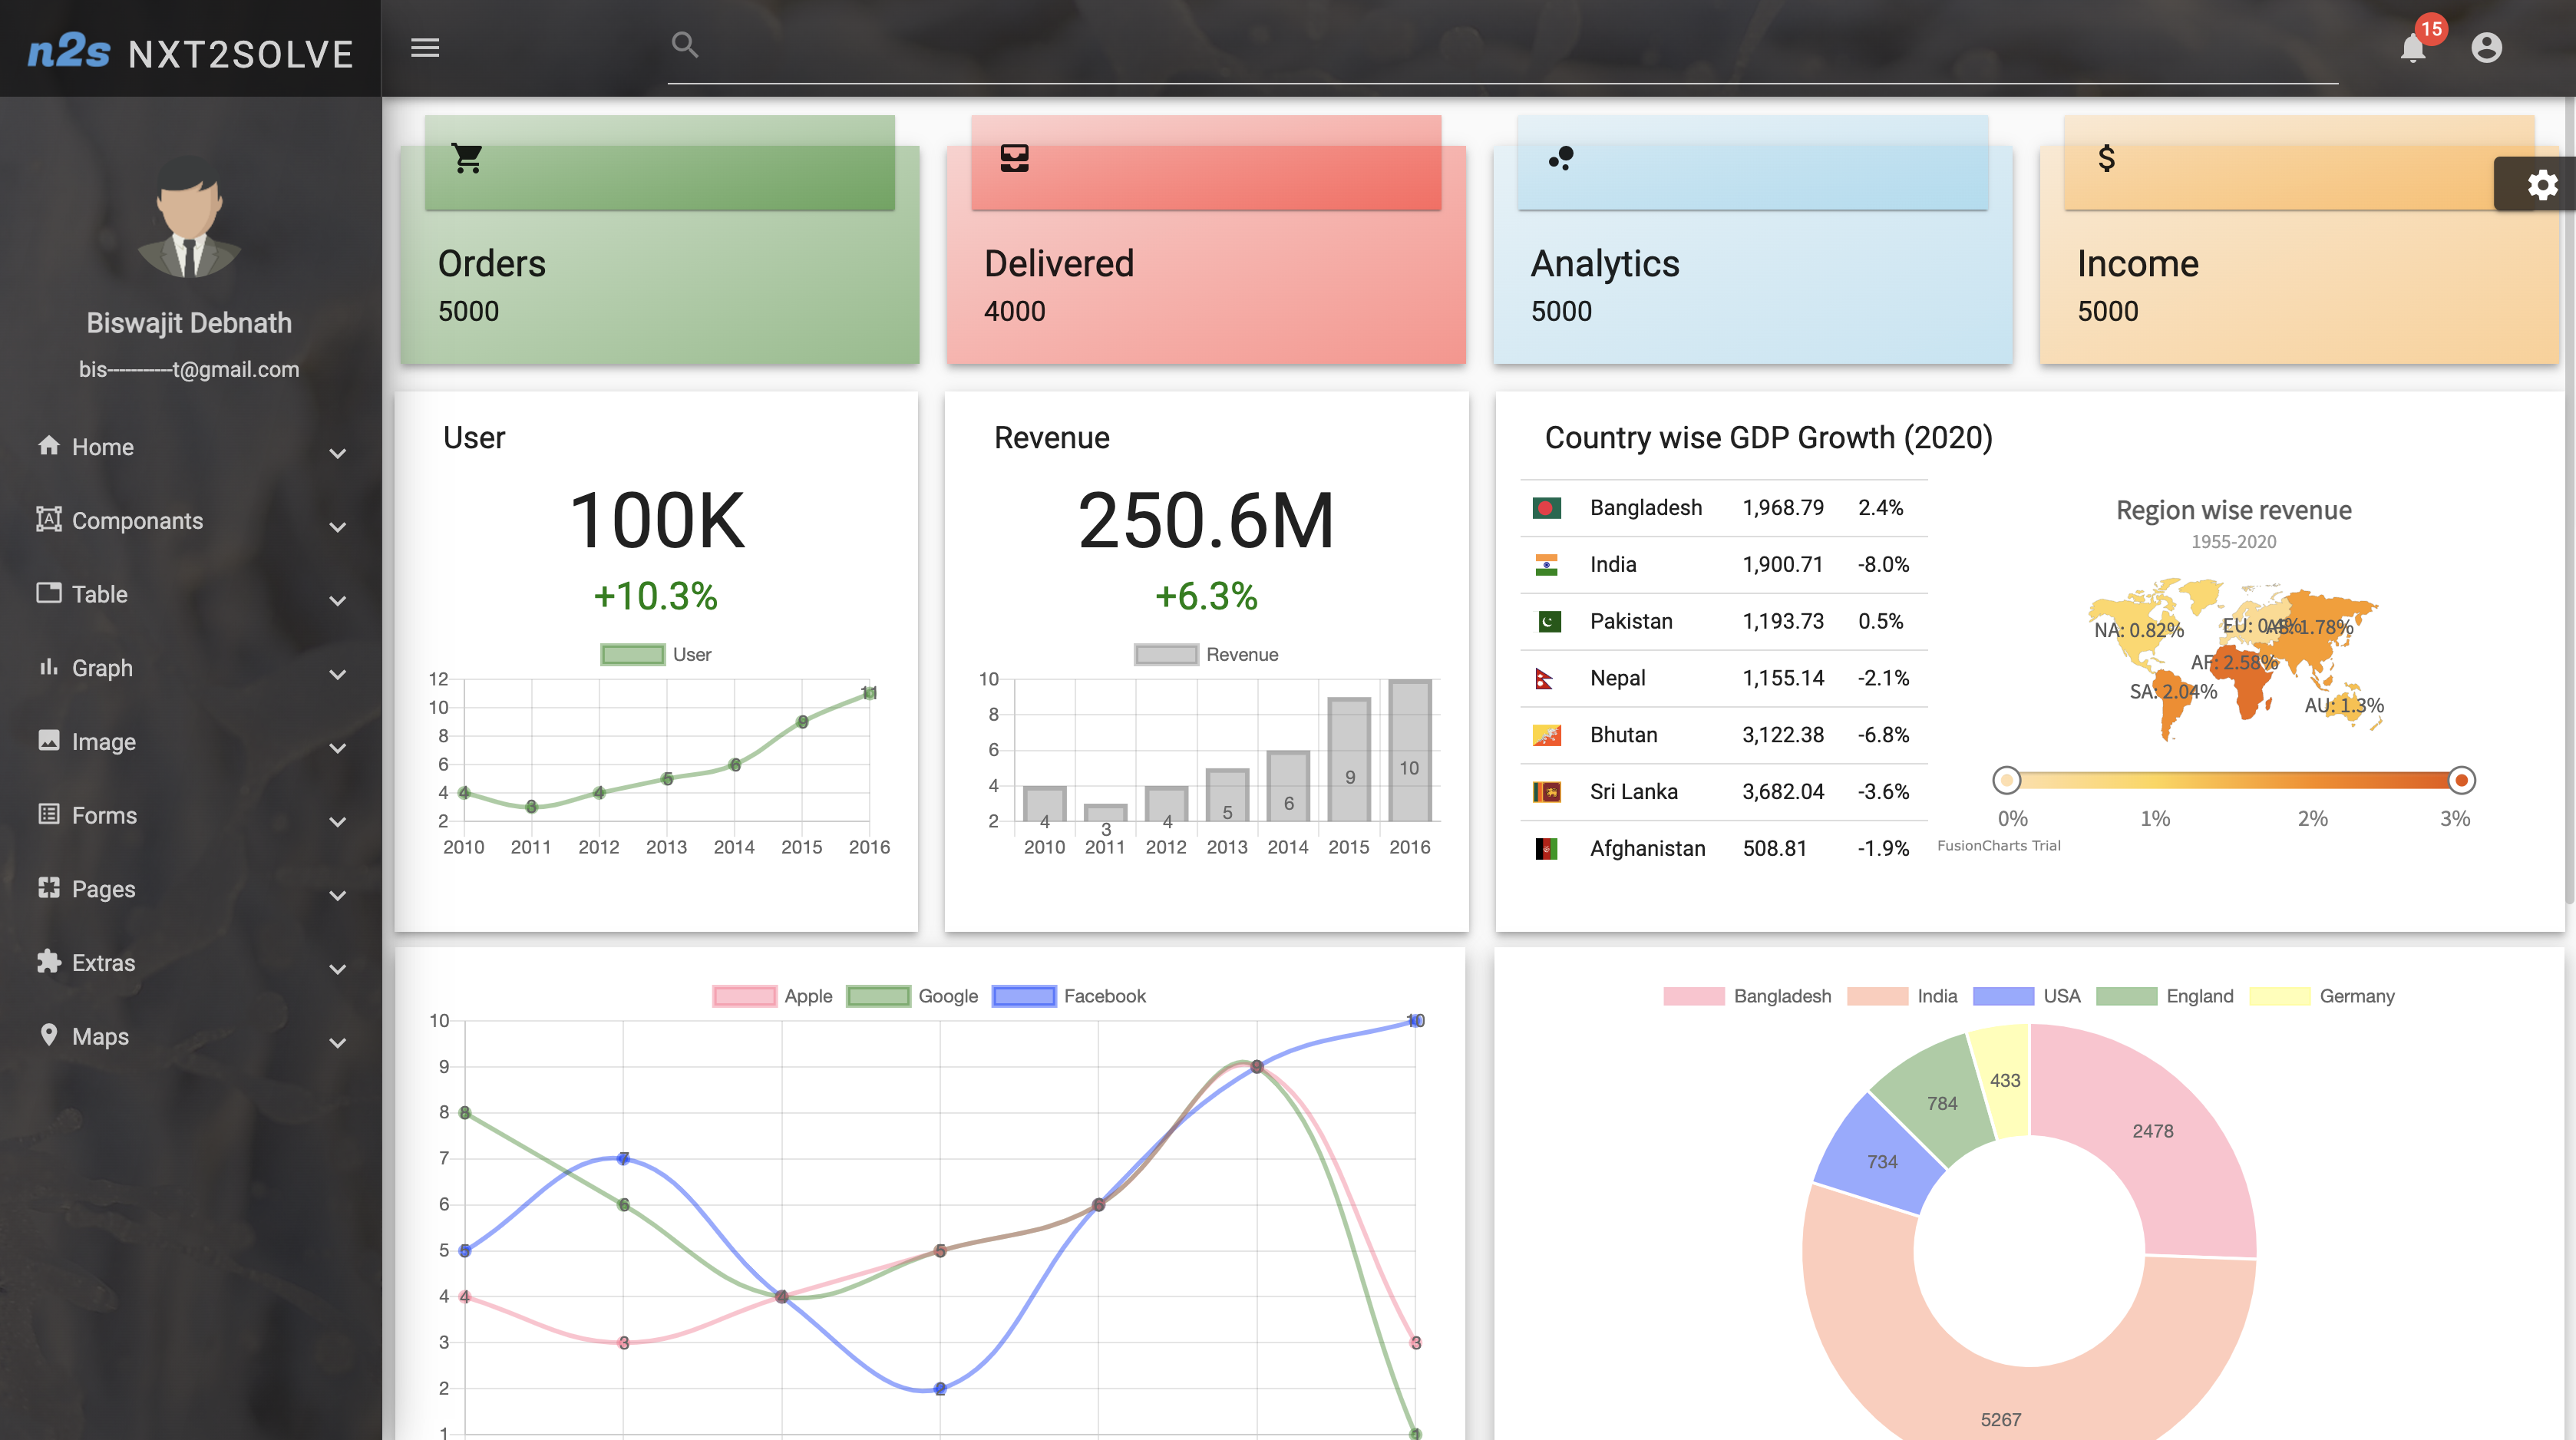 n2s NXT2SOLVE
15
Biswajit Debnath
bis-----------t@gmail.com
Home
Componants
Table
Graph
Image
Forms
Pages
Extras
Maps
Orders
5000
Delivered
4000
Analytics
5000
$
Income
5000
User
100K
+10.3%
User
12
10
8
6
4
2
4
3
4
5
6
9
11
2010 2011 2012 2013 2014 2015 2016
Revenue
250.6M
+6.3%
Revenue
10
8
6
4
2
4
3
4
5
6
9
10
2010 2011 2012 2013 2014 2015 2016
Country wise GDP Growth (2020)
Bangladesh 1,968.79 2.4%
India 1,900.71 -8.0%
Pakistan 1,193.73 0.5%
Nepal 1,155.14 -2.1%
Bhutan 3,122.38 -6.8%
Sri Lanka 3,682.04 -3.6%
Afghanistan 508.81 -1.9%
Region wise revenue
1955-2020
NA: 0.82%
EU:
1.78%
AF: 2.58%
SA: 2.04%
AU: 1.3%
0% 1% 2% 3%
FusionCharts Trial
Apple Google Facebook
10
9
8
7
6
5
4
3
2
1
8
5
4
7
6
3
4
5
2
6
9
10
3
1
Bangladesh India USA England Germany
433
784
2478
734
5267